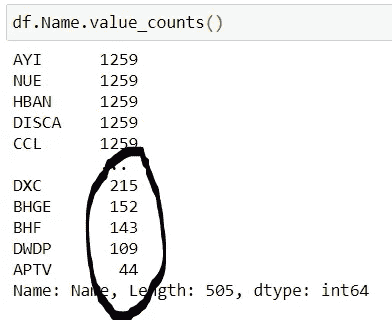 df.Name.value_counts()
AYI 1259
NUE 1259
HBAN 1259
DISCA 1259
CCL 1259
...
DXC 215
BHGE 152
BHF 143
DWDP 109
APTV 44
Name: Name, Length: 505, dtype: int64